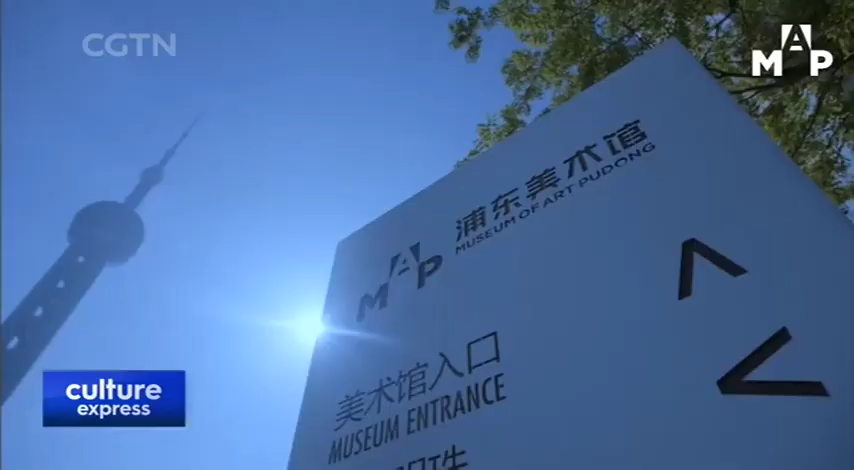 CGTN
MAP
浦东美术馆
MUSEUM OF ART PUDONG
MAP
美术馆入口
MUSEUM ENTRANCE
culture
express